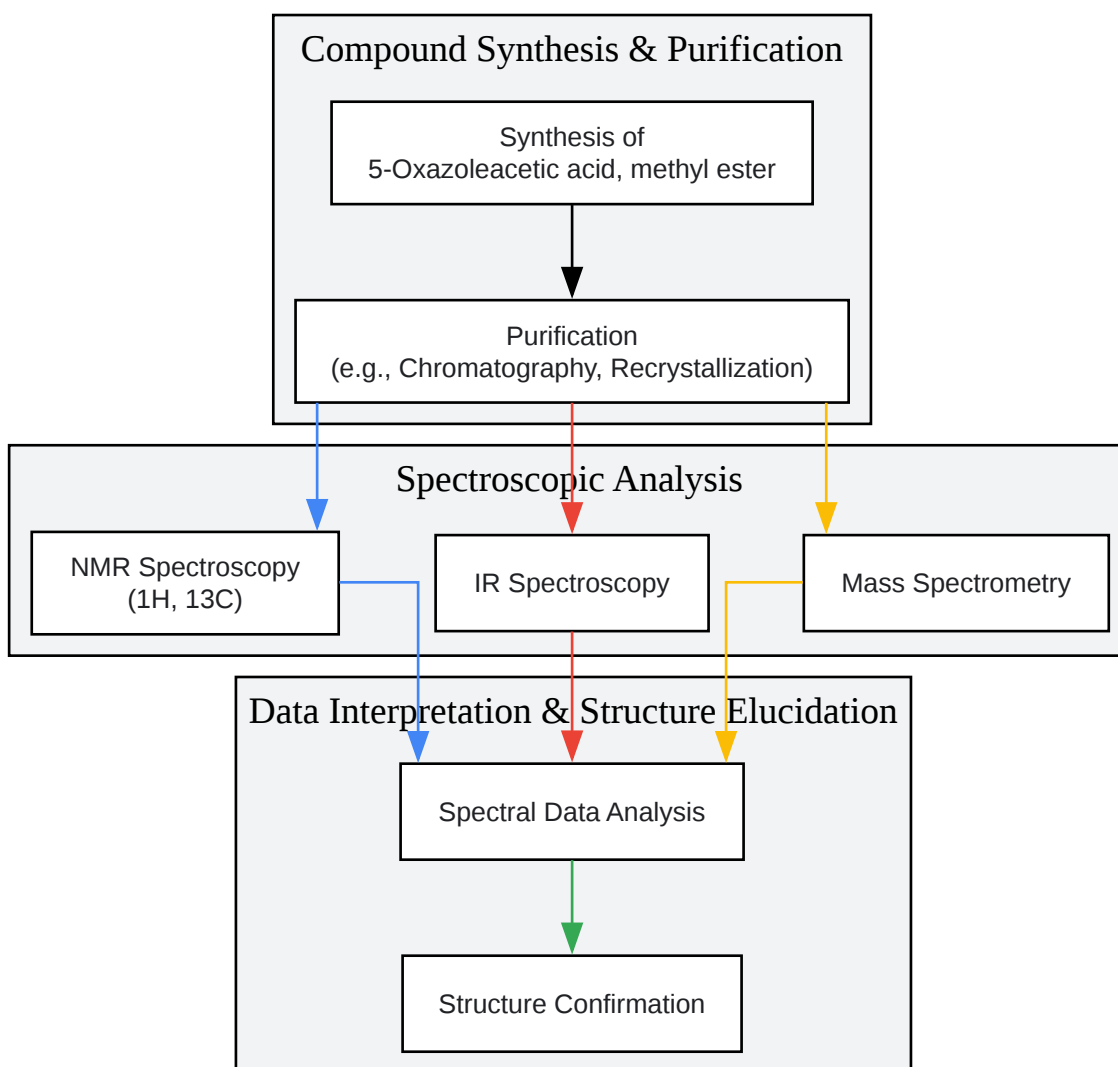 Compound Synthesis & Purification
Synthesis of
5-Oxazoleacetic acid, methyl ester
Purification
(e.g., Chromatography, Recrystallization)
Spectroscopic Analysis
NMR Spectroscopy
(1H, 13C)
IR Spectroscopy
Mass Spectrometry
Data Interpretation & Structure Elucidation
Spectral Data Analysis
Structure Confirmation